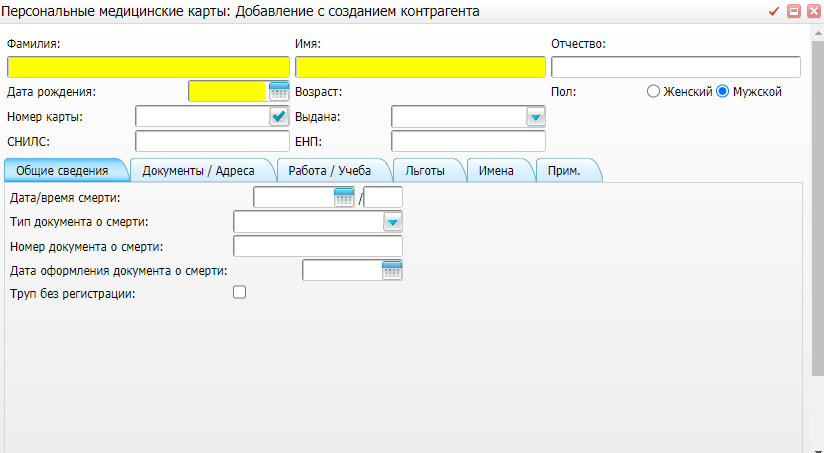 Персональные медицинские карты: Добавление с созданием контрагента
Фамилия: Имя: Отчество:
Дата рождения: Возраст: Пол: Женский Мужской
Номер карты: Выдана:
СНИЛС: ЕНП:
Общие сведения Документы / Адреса Работа / Учеба Льготы Имена Прим.
Дата/время смерти: /
Тип документа о смерти:
Номер документа о смерти:
Дата оформления документа о смерти:
Труп без регистрации: